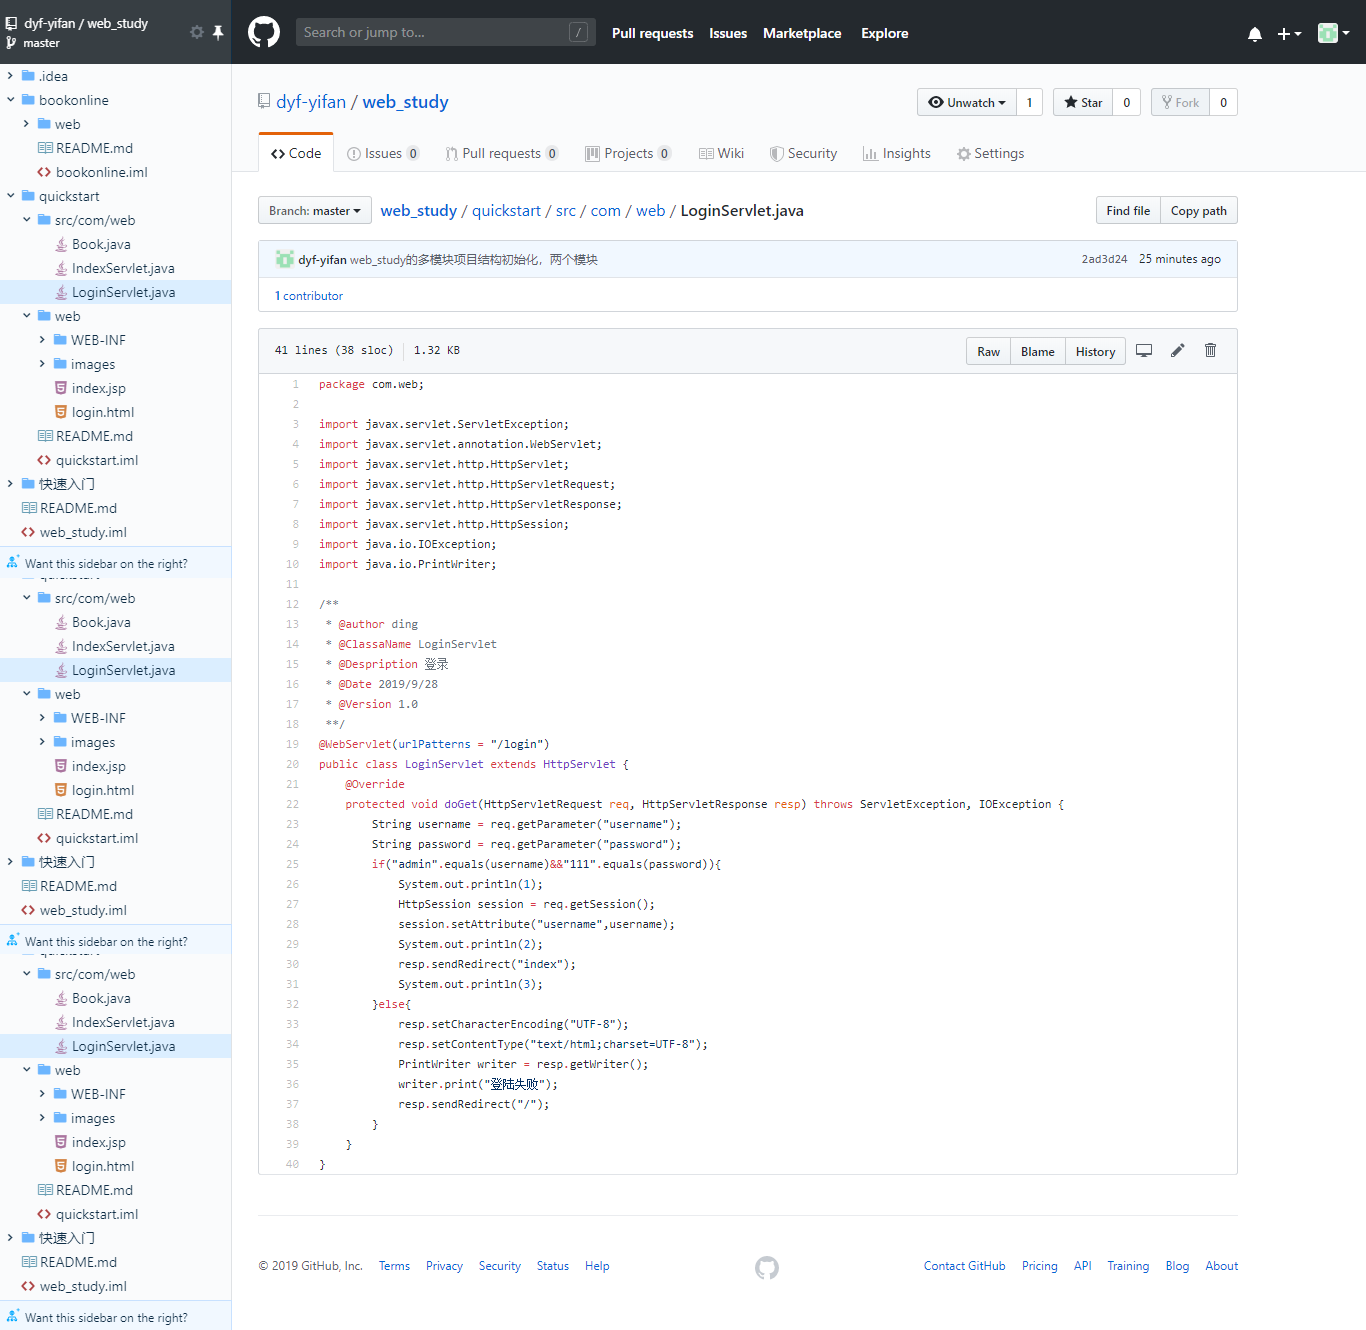 dyf-yifan / web_study
master
Search or jump to...
/
Pull requests
Issues
Marketplace
Explore
.idea
bookonline
web
README.md
bookonline.iml
quickstart
src/com/web
Book.java
IndexServlet.java
LoginServlet.java
web
WEB-INF
images
index.jsp
login.html
README.md
quickstart.iml
快速入门
README.md
web_study.iml
Want this sidebar on the right?
src/com/web
Book.java
IndexServlet.java
LoginServlet.java
web
WEB-INF
images
index.jsp
login.html
README.md
quickstart.iml
快速入门
README.md
web_study.iml
Want this sidebar on the right?
src/com/web
Book.java
IndexServlet.java
LoginServlet.java
web
WEB-INF
images
index.jsp
login.html
README.md
quickstart.iml
快速入门
README.md
web_study.iml
Want this sidebar on the right?
dyf-yifan / web_study
Unwatch 1
Star 0
Fork 0
Code
Issues 0
Pull requests 0
Projects 0
Wiki
Security
Insights
Settings
Branch: master
web_study / quickstart / src / com / web / LoginServlet.java
Find file
Copy path
dyf-yifan web_study的多模块项目结构初始化，两个模块
2ad3d24 25 minutes ago
1 contributor
41 lines (38 sloc) 1.32 KB
Raw
Blame
History
1 package com.web;
2
3 import javax.servlet.ServletException;
4 import javax.servlet.annotation.WebServlet;
5 import javax.servlet.http.HttpServlet;
6 import javax.servlet.http.HttpServletRequest;
7 import javax.servlet.http.HttpServletResponse;
8 import javax.servlet.http.HttpSession;
9 import java.io.IOException;
10 import java.io.PrintWriter;
11
12 /**
13 * @author ding
14 * @ClassaName LoginServlet
15 * @Despription 登录
16 * @Date 2019/9/28
17 * @Version 1.0
18 **/
19 @WebServlet(urlPatterns = "/login")
20 public class LoginServlet extends HttpServlet {
21 @Override
22 protected void doGet(HttpServletRequest req, HttpServletResponse resp) throws ServletException, IOException {
23 String username = req.getParameter("username");
24 String password = req.getParameter("password");
25 if("admin".equals(username)&&"111".equals(password)){
26 System.out.println(1);
27 HttpSession session = req.getSession();
28 session.setAttribute("username",username);
29 System.out.println(2);
30 resp.sendRedirect("index");
31 System.out.println(3);
32 }else{
33 resp.setCharacterEncoding("UTF-8");
34 resp.setContentType("text/html;charset=UTF-8");
35 PrintWriter writer = resp.getWriter();
36 writer.print("登陆失败");
37 resp.sendRedirect("/");
38 }
39 }
40 }
© 2019 GitHub, Inc.
Terms
Privacy
Security
Status
Help
Contact GitHub
Pricing
API
Training
Blog
About